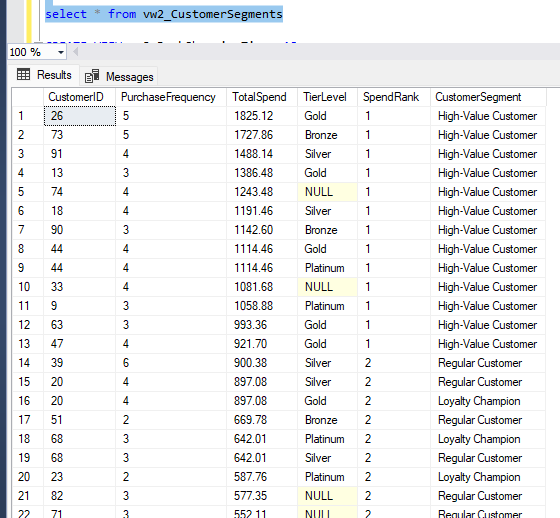 select * from vw2_CustomerSegments
100 %
Results Messages
CustomerID PurchaseFrequency TotalSpend TierLevel SpendRank CustomerSegment
1 26 5 1825.12 Gold 1 High-Value Customer
2 73 5 1727.86 Bronze 1 High-Value Customer
3 91 4 1488.14 Silver 1 High-Value Customer
4 13 3 1386.48 Gold 1 High-Value Customer
5 74 4 1243.48 NULL 1 High-Value Customer
6 18 4 1191.46 Silver 1 High-Value Customer
7 90 3 1142.60 Bronze 1 High-Value Customer
8 44 4 1114.46 Gold 1 High-Value Customer
9 44 4 1114.46 Platinum 1 High-Value Customer
10 33 4 1081.68 NULL 1 High-Value Customer
11 9 3 1058.88 Platinum 1 High-Value Customer
12 63 3 993.36 Gold 1 High-Value Customer
13 47 4 921.70 Gold 1 High-Value Customer
14 39 6 900.38 Silver 2 Regular Customer
15 20 4 897.08 Silver 2 Regular Customer
16 20 4 897.08 Gold 2 Loyalty Champion
17 51 2 669.78 Bronze 2 Regular Customer
18 68 3 642.01 Platinum 2 Loyalty Champion
19 68 3 642.01 Silver 2 Regular Customer
20 23 2 587.76 Platinum 2 Loyalty Champion
21 82 3 577.35 NULL 2 Regular Customer
22 71 3 552.11 NULL 2 Regular Customer